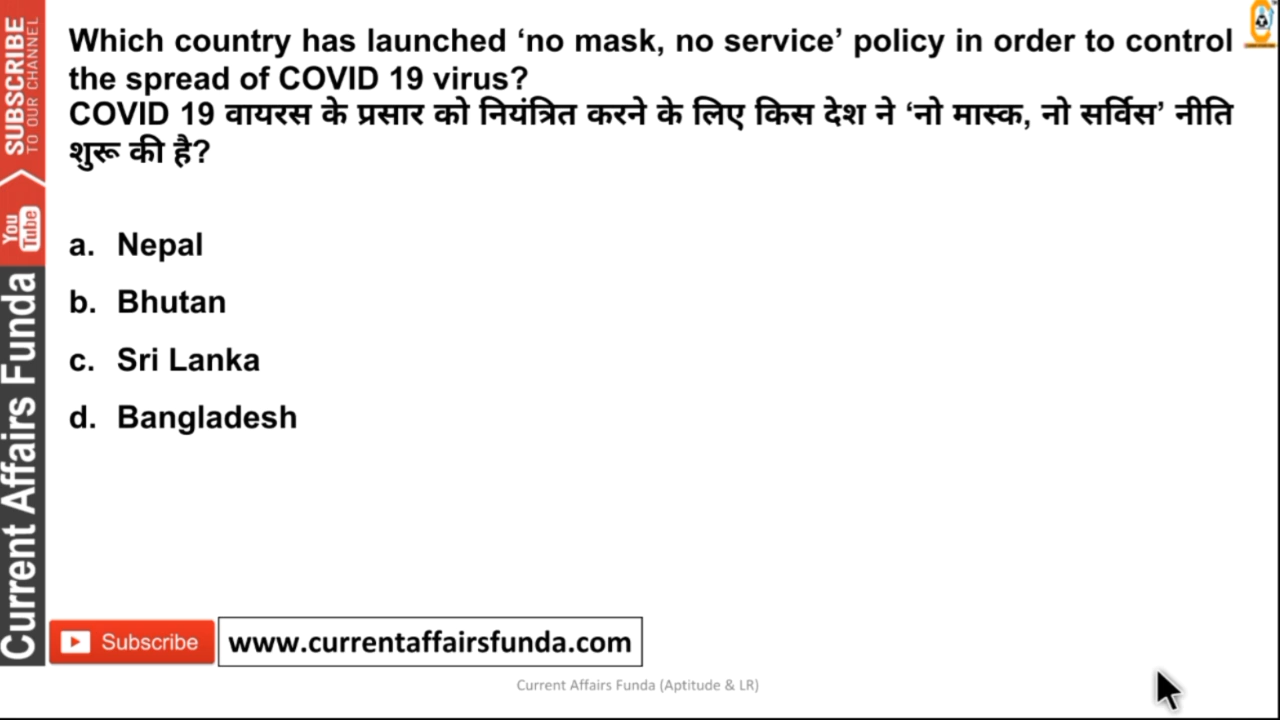 Which country has launched ‘no mask, no service’ policy in order to control
the spread of COVID 19 virus?
COVID 19 वायरस के प्रसार को नियंत्रित करने के लिए किस देश ने ‘नो मास्क, नो सर्विस’ नीति
शुरू की है?
a. Nepal
b. Bhutan
c. Sri Lanka
d. Bangladesh
SUBSCRIBE
TO OUR CHANNEL
You
Tube
Current Affairs Funda
Subscribe
www.currentaffairsfunda.com
Current Affairs Funda (Aptitude & LR)